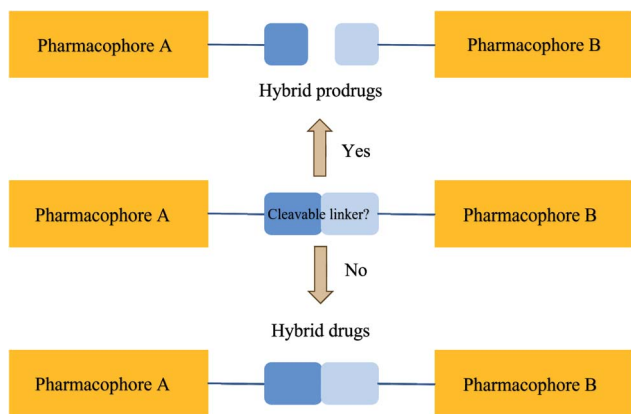 Pharmacophore A
Pharmacophore B
Hybrid prodrugs
Yes
Pharmacophore A
Cleavable linker?
Pharmacophore B
No
Hybrid drugs
Pharmacophore A
Pharmacophore B